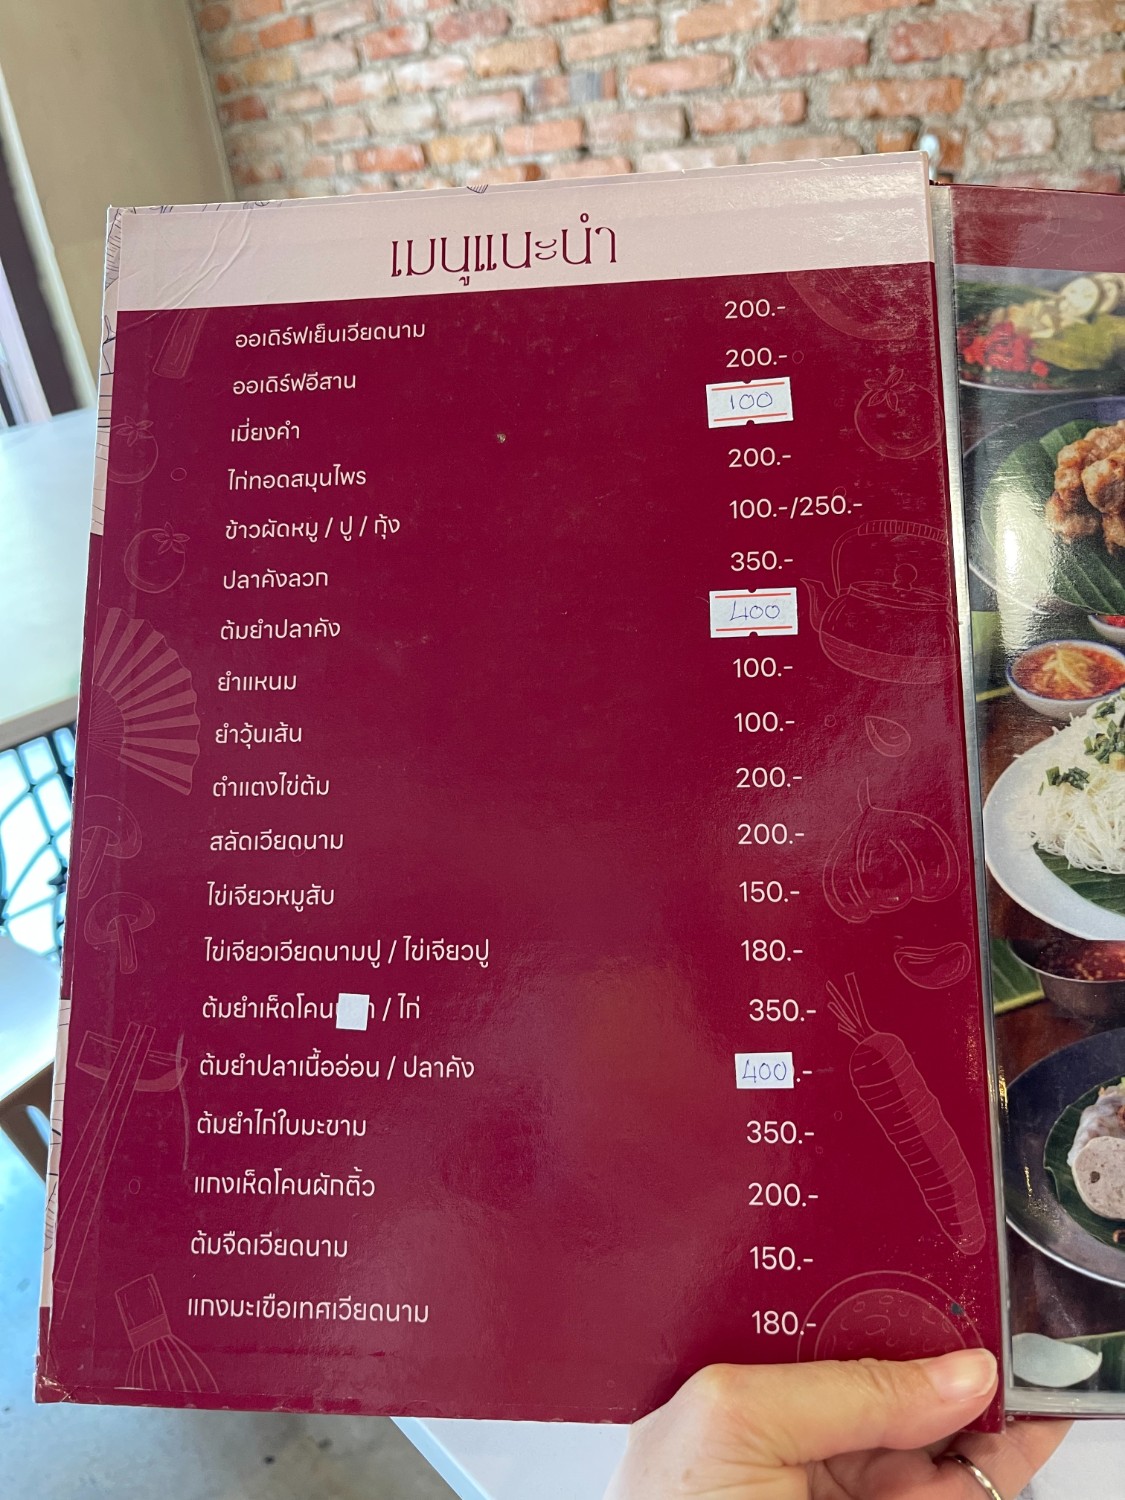 เมนูแนะนำ
ออเดิร์ฟเย็นเวียดนาม 200.-
ออเดิร์ฟอีสาน 200.-
เมี่ยงคำ 100
ไก่ทอดสมุนไพร 200.-
ข้าวผัดหมู / ปู / กุ้ง 100.-/250.-
ปลาคังลวก 350.-
ต้มยำปลาคัง 400
ยำแหนม 100.-
ยำวุ้นเส้น 100.-
ตำแตงไข่ต้ม 200.-
สลัดเวียดนาม 200.-
ไข่เจียวหมูสับ 150.-
ไข่เจียวเวียดนามปู / ไข่เจียวปู 180.-
ต้มยำเห็ดโคน / ไก่ 350.-
ต้มยำปลาเนื้ออ่อน / ปลาคัง 400.-
ต้มยำไก่ใบมะขาม 350.-
แกงเห็ดโคนผักติ้ว 200.-
ต้มจืดเวียดนาม 150.-
แกงมะเขือเทศเวียดนาม 180.-